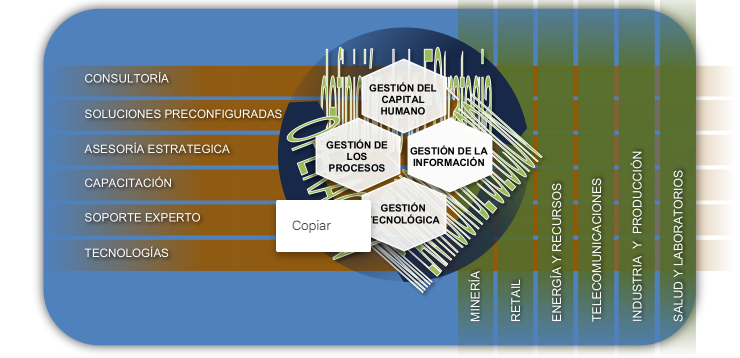 CONSULTORÍA
SOLUCIONES PRECONFIGURADAS
ASESORÍA ESTRATEGICA
CAPACITACIÓN
SOPORTE EXPERTO
TECNOLOGÍAS
GESTIÓN DEL
CAPITAL
HUMANO
GESTIÓN DE
LOS
PROCESOS
GESTIÓN DE LA
INFORMACIÓN
GESTIÓN
TECNOLÓGICA
Copiar
MINERÍA
RETAIL
ENERGÍA Y RECURSOS
TELECOMUNICACIONES
INDUSTRIA Y PRODUCCIÓN
SALUD Y LABORATORIOS